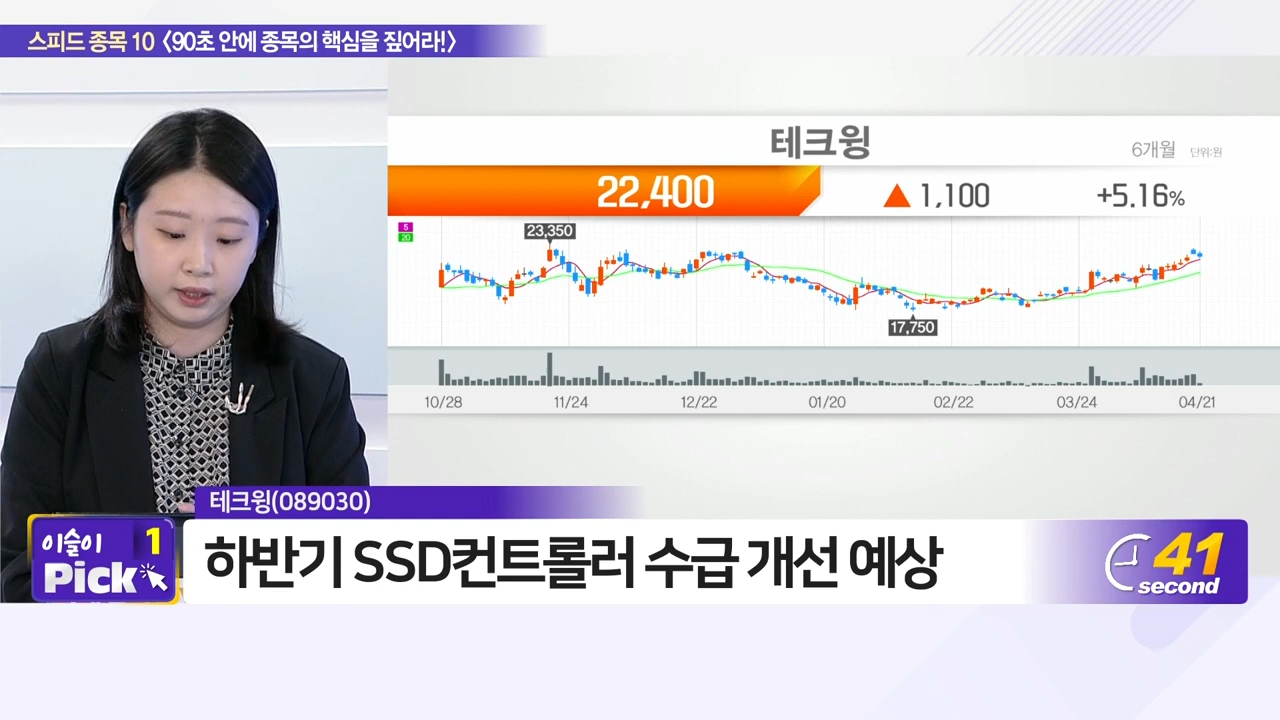 스피드 종목 10 <90초 안에 종목의 핵심을 짚어라!>
테크윙
6개월 단위:원
22,400 ▲ 1,100 +5.16%
5
20
23,350
17,750
10/28 11/24 12/22 01/20 02/22 03/24 04/21
테크윙(089030)
이슬이 1
Pick
하반기 SSD컨트롤러 수급 개선 예상
41
second